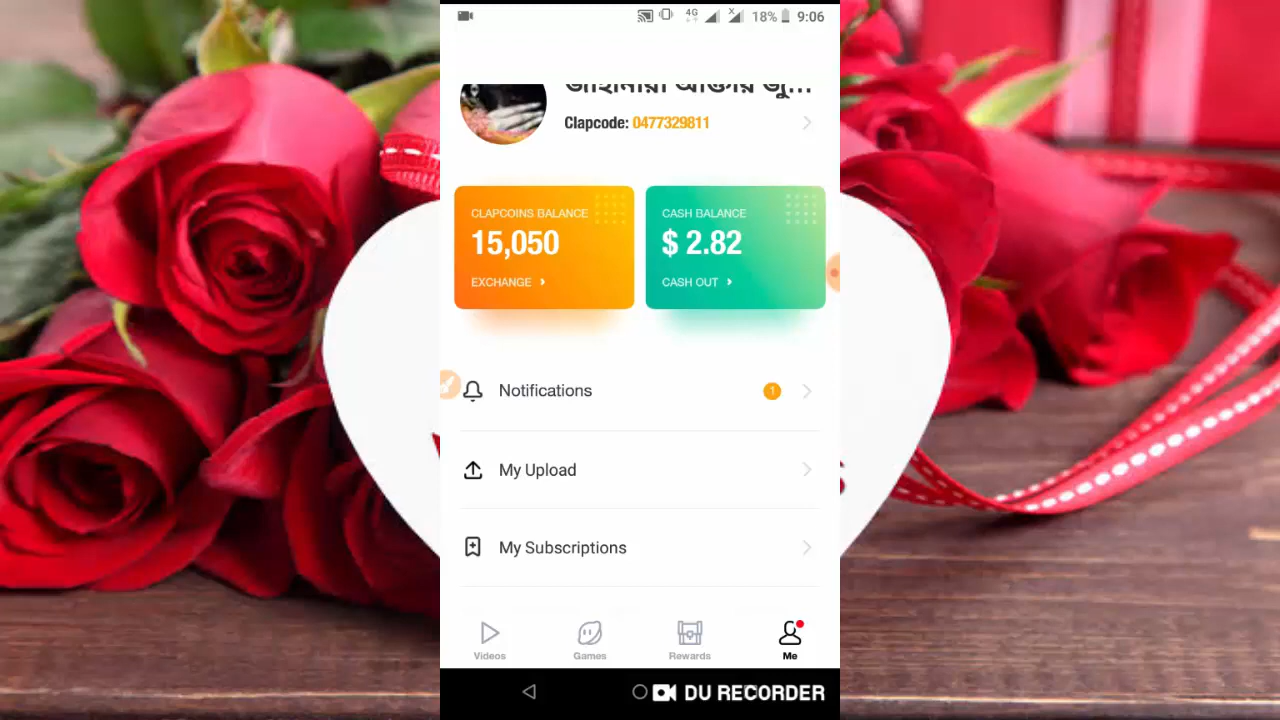 4G
X
18%
9:06
Clapcode: 0477329811
CLAPCOINS BALANCE
15,050
EXCHANGE
CASH BALANCE
$ 2.82
CASH OUT
Notifications
1
My Upload
My Subscriptions
Videos
Games
Rewards
Me
DU RECORDER